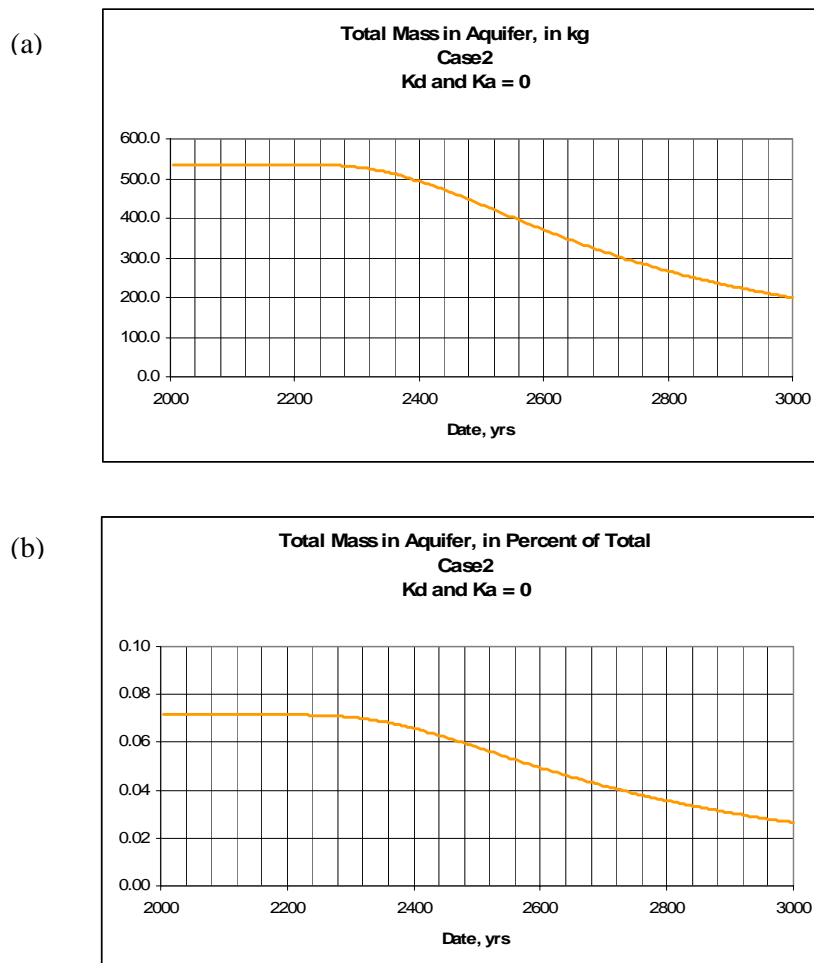 (a)
Total Mass in Aquifer, in kg
Case2
Kd and Ka = 0
600.0
500.0
400.0
300.0
200.0
100.0
0.0
2000 2200 2400 2600 2800 3000
Date, yrs
(b)
Total Mass in Aquifer, in Percent of Total
Case2
Kd and Ka = 0
0.10
0.08
0.06
0.04
0.02
0.00
2000 2200 2400 2600 2800 3000
Date, yrs